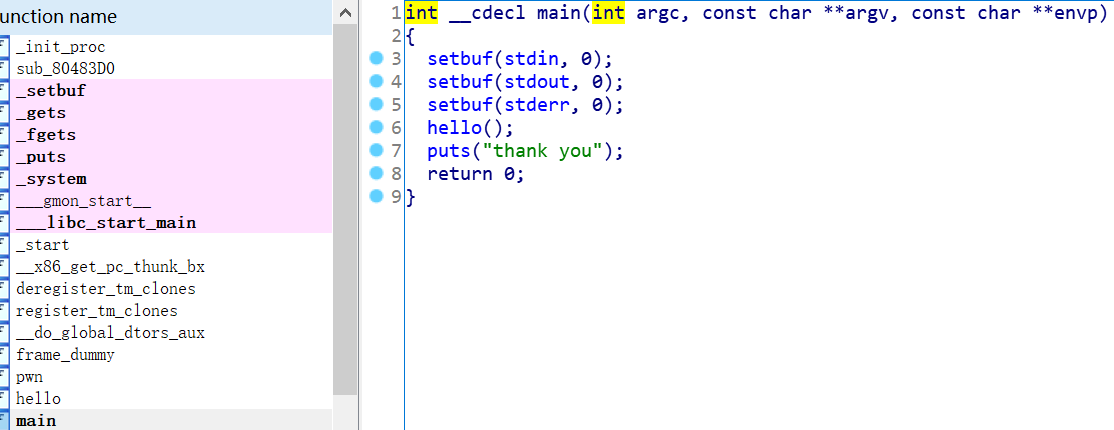 unction name
_init_proc
sub_80483D0
_setbuf
_gets
_fgets
_puts
_system
___gmon_start__
___libc_start_main
_start
__x86_get_pc_thunk_bx
deregister_tm_clones
register_tm_clones
__do_global_dtors_aux
frame_dummy
pwn
hello
main
1 int __cdecl main(int argc, const char **argv, const char **envp)
2 {
3   setbuf(stdin, 0);
4   setbuf(stdout, 0);
5   setbuf(stderr, 0);
6   hello();
7   puts("thank you");
8   return 0;
9 }